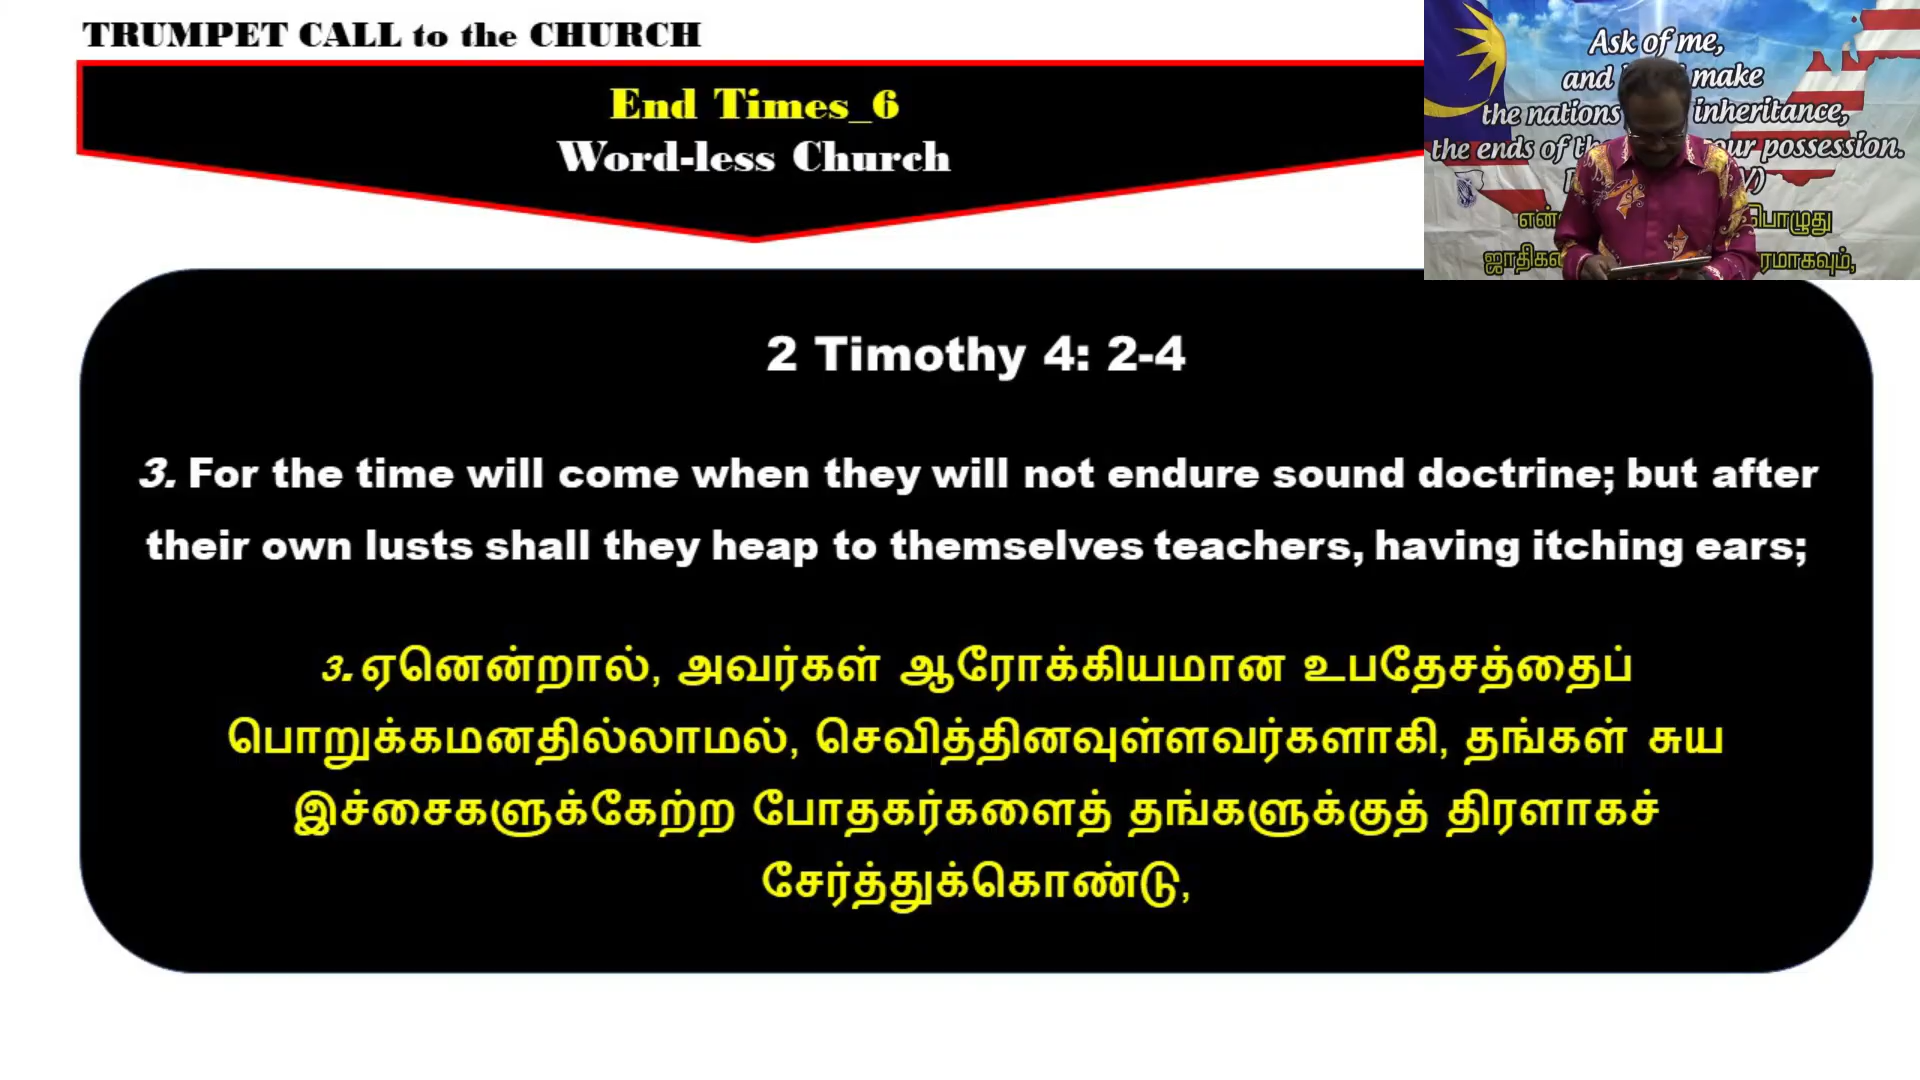 TRUMPET CALL to the CHURCH
End Times_6
Word-less Church
Ask of me,
and make
the nations inheritance,
the ends of your possession.
பொழுது
2 Timothy 4: 2-4
3. For the time will come when they will not endure sound doctrine; but after
their own lusts shall they heap to themselves teachers, having itching ears;
3. ஏனென்றால், அவர்கள் ஆரோக்கியமான உபதேசத்தைப்
பொறுக்கமனதில்லாமல், செவித்தினவுள்ளவர்களாகி, தங்கள் சுய
இச்சைகளுக்கேற்ற போதகர்களைத் தங்களுக்குத் திரளாகச்
சேர்த்துக்கொண்டு,